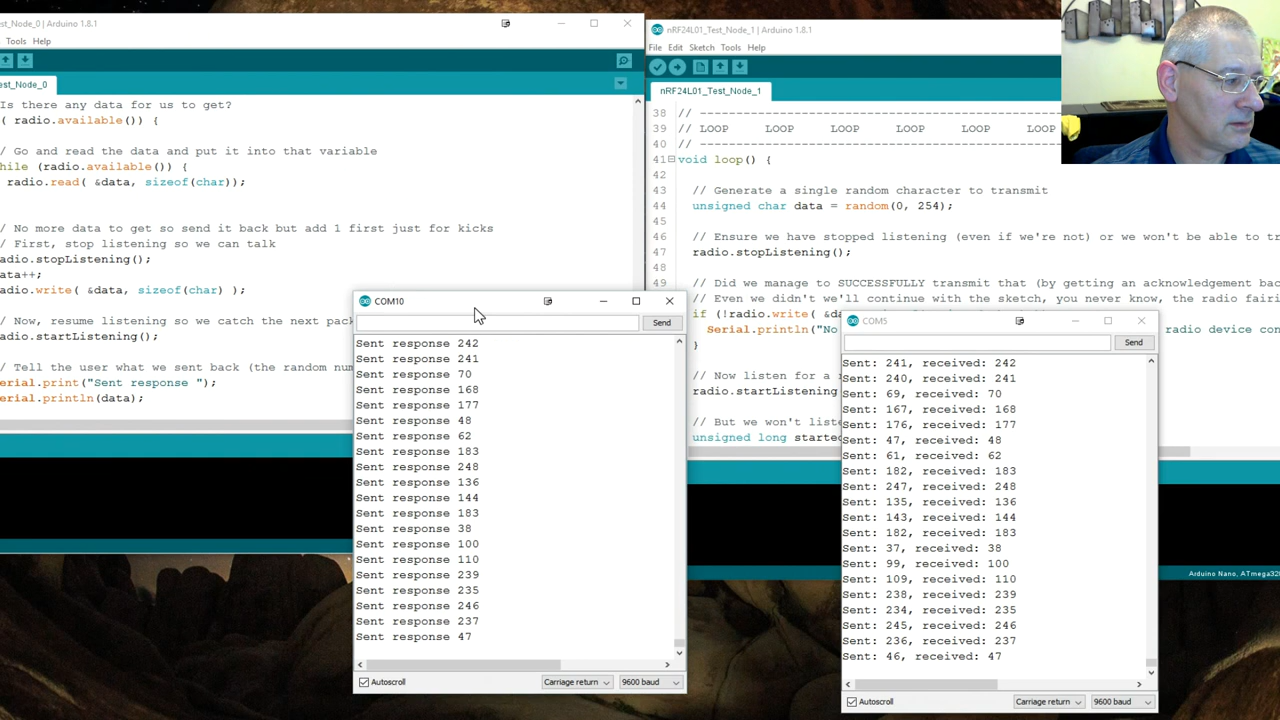 est_Node_0 | Arduino 1.8.1
Tools Help
est_Node_0
Is there any data for us to get?
( radio.available()) {
/ Go and read the data and put it into that variable
hile (radio.available()) {
radio.read( &data, sizeof(char));
/ No more data to get so send it back but add 1 first just for kicks
/ First, stop listening so we can talk
adio.stopListening();
ata++;
adio.write( &data, sizeof(char) );
/ Now, resume listening so we catch the next pack
adio.startListening();
/ Tell the user what we sent back (the random nu
erial.print("Sent response ");
erial.println(data);
nRF24L01_Test_Node_1 | Arduino 1.8.1
File Edit Sketch Tools Help
nRF24L01_Test_Node_1
38 // -----------------------------------------------------
39 // LOOP LOOP LOOP LOOP LOOP LOOP
40 // -----------------------------------------------------
41 void loop() {
42
43 // Generate a single random character to transmit
44 unsigned char data = random(0, 254);
45
46 // Ensure we have stopped listening (even if we're not) or we won't be able to tr
47 radio.stopListening();
48
49 // Did we manage to SUCCESSFULLY transmit that (by getting an acknowledgement back
// Even we didn't we'll continue with the sketch, you never know, the radio fairi
if (!radio.write( &da
Serial.println("No
radio device con
}
// Now listen for a r
radio.startListening
// But we won't liste
unsigned long started
Arduino Nano, ATmega32
COM10
Send
Sent response 242
Sent response 241
Sent response 70
Sent response 168
Sent response 177
Sent response 48
Sent response 62
Sent response 183
Sent response 248
Sent response 136
Sent response 144
Sent response 183
Sent response 38
Sent response 100
Sent response 110
Sent response 239
Sent response 235
Sent response 246
Sent response 237
Sent response 47
Autoscroll Carriage return 9600 baud
COM5
Send
Sent: 241, received: 242
Sent: 240, received: 241
Sent: 69, received: 70
Sent: 167, received: 168
Sent: 176, received: 177
Sent: 47, received: 48
Sent: 61, received: 62
Sent: 182, received: 183
Sent: 247, received: 248
Sent: 135, received: 136
Sent: 143, received: 144
Sent: 182, received: 183
Sent: 37, received: 38
Sent: 99, received: 100
Sent: 109, received: 110
Sent: 238, received: 239
Sent: 234, received: 235
Sent: 245, received: 246
Sent: 236, received: 237
Sent: 46, received: 47
Autoscroll Carriage return 9600 baud